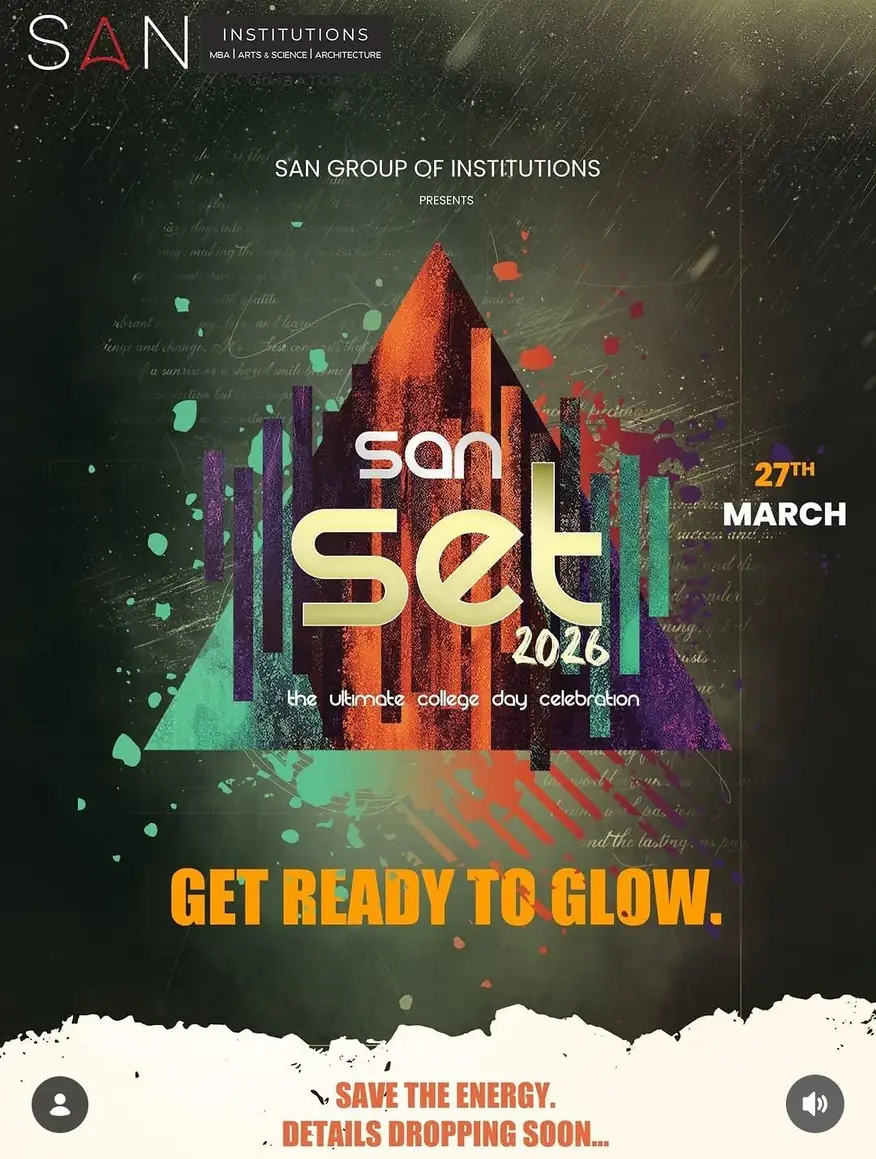 SAN INSTITUTIONS
MBA | ARTS & SCIENCE | ARCHITECTURE
SAN GROUP OF INSTITUTIONS
PRESENTS
san
set
2026
the ultimate college day celebration
27TH
MARCH
GET READY TO GLOW.
SAVE THE ENERGY.
DETAILS DROPPING SOON...